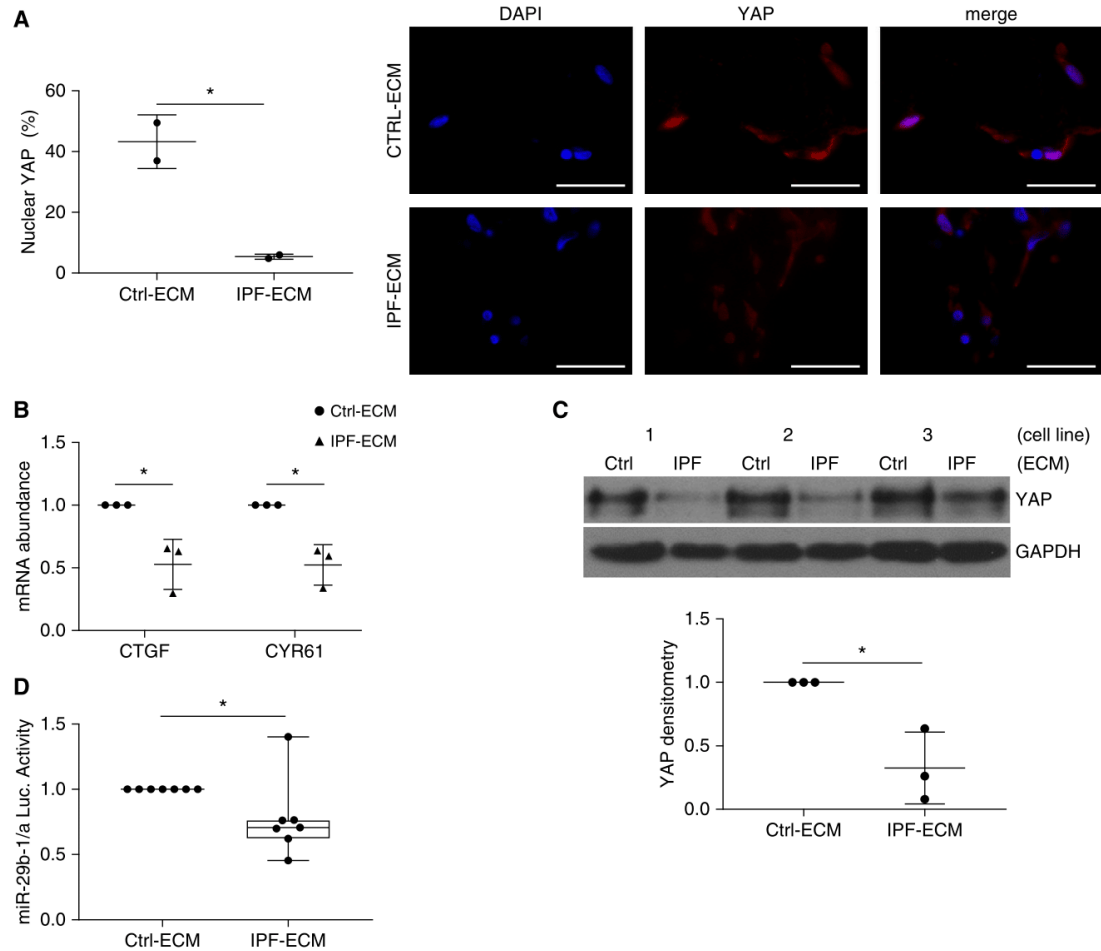 A
DAPI
YAP
merge
CTRL-ECM
IPF-ECM
Nuclear YAP (%)
60
40
20
0
*
Ctrl-ECM
IPF-ECM
B
Ctrl-ECM
IPF-ECM
mRNA abundance
1.5
1.0
0.5
0.0
*
*
CTGF
CYR61
C
1
2
3
(cell line)
Ctrl
IPF
Ctrl
IPF
Ctrl
IPF
(ECM)
YAP
GAPDH
YAP densitometry
1.5
1.0
0.5
0.0
*
Ctrl-ECM
IPF-ECM
D
miR-29b-1/a Luc. Activity
1.5
1.0
0.5
0.0
*
Ctrl-ECM
IPF-ECM